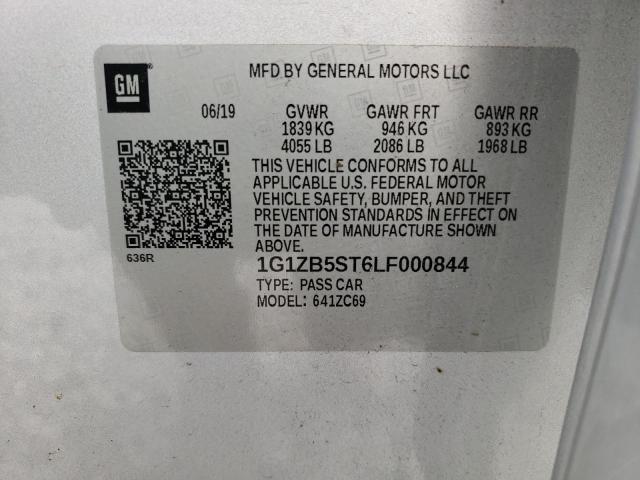 GM
MFD BY GENERAL MOTORS LLC
06/19 GVWR GAWR FRT GAWR RR
1839 KG 946 KG 893 KG
4055 LB 2086 LB 1968 LB
THIS VEHICLE CONFORMS TO ALL
APPLICABLE U.S. FEDERAL MOTOR
VEHICLE SAFETY, BUMPER, AND THEFT
PREVENTION STANDARDS IN EFFECT ON
THE DATE OF MANUFACTURE SHOWN
ABOVE.
636R
1G1ZB5ST6LF000844
TYPE: PASS CAR
MODEL: 641ZC69